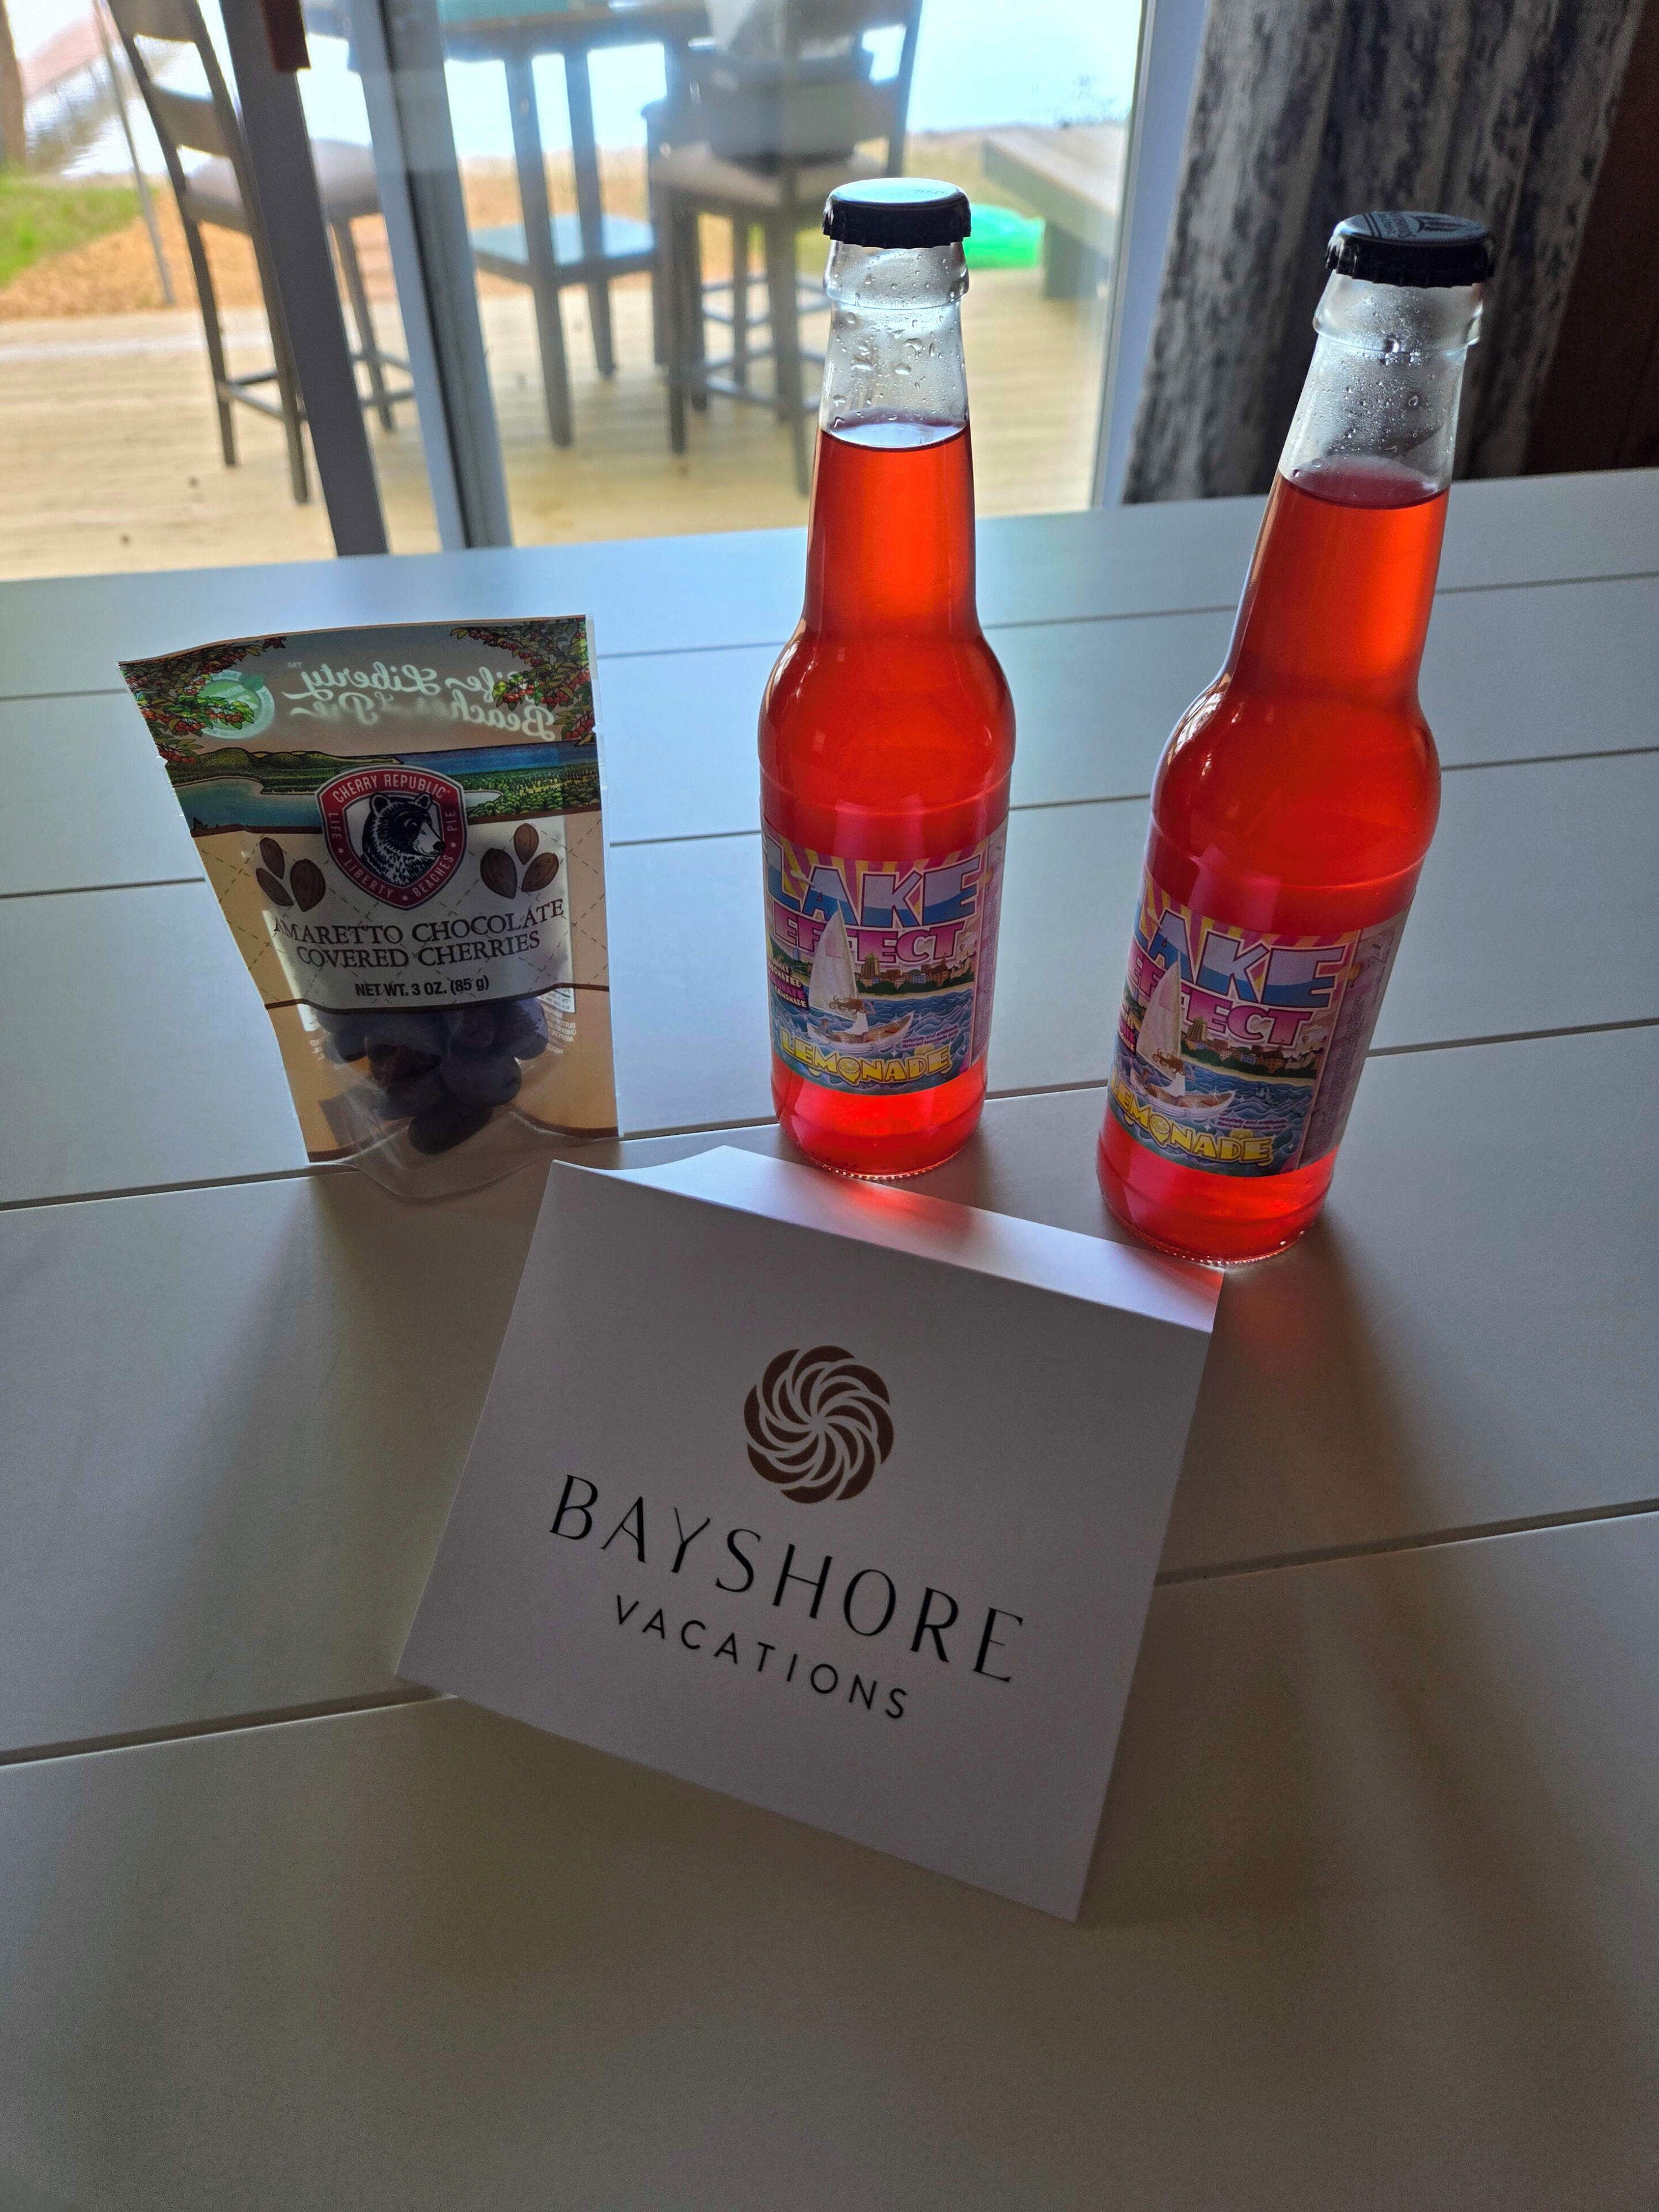 Life, Liberty
Beaches & Pie™
CHERRY REPUBLIC
LIFE • LIBERTY • BEACHES • PIE
AMARETTO CHOCOLATE
COVERED CHERRIES
NET WT. 3 OZ. (85 g)
LAKE
EFFECT
LEMONADE
LAKE
EFFECT
LEMONADE
BAYSHORE
VACATIONS